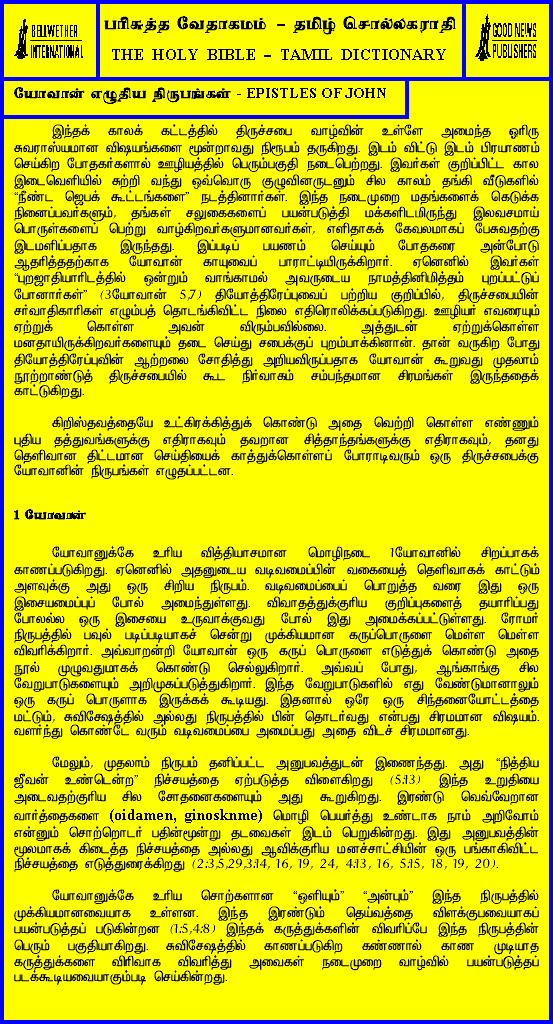 BELLWETHER
INTERNATIONAL
பரிசுத்த வேதாகமம் – தமிழ் சொல்லகராதி
THE HOLY BIBLE – TAMIL DICTIONARY
GOOD NEWS
PUBLISHERS
யோவான் எழுதிய நிருபங்கள் - EPISTLES OF JOHN
இந்தக் காலக் கட்டத்தில் திருச்சபை வாழ்வின் உள்ளே அமைந்த ஓரிரு
சுவராஸ்யமான விஷயங்களை மூன்றாவது நிரூபம் தருகிறது. இடம் விட்டு இடம் பிரயாணம்
செய்கிற போதகர்களால் ஊழியத்தில் பெரும்பகுதி நடைபெற்றது. இவர்கள் குறிப்பிட்ட கால
இடைவெளியில் சுற்றி வந்து ஒவ்வொரு குழுவினருடனும் சில காலம் தங்கி வீடுகளில்
“நீண்ட ஜெபக் கூட்டங்களை” நடத்தினார்கள். இந்த நடைமுறை மதங்களைக் கெடுக்க
நினைப்பவர்களும், தங்கள் சலுகைகளைப் பயன்படுத்தி மக்களிடமிருந்து இலவசமாய்
பொருள்களைப் பெற்று வாழ்கிறவர்களுமானவர்கள், எளிதாகக் கேவலமாகப் பேசுவதற்கு
இடமளிப்பதாக இருந்தது. இப்படிப் பயணம் செய்யும் போதகரை அன்போடு
ஆதரித்ததற்காக யோவான் காயுவைப் பாராட்டியிருக்கிறார். ஏனெனில் இவர்கள்
“புறஜாதியாரிடத்தில் ஒன்றும் வாங்காமல் அவருடைய நாமத்தினிமித்தம் புறப்பட்டுப்
போனார்கள்” (3யோவான் 5,7) தியோத்திரேப்புவைப் பற்றிய குறிப்பில், திருச்சபையின்
சர்வாதிகாரிகள் எழும்பத் தொடங்கிவிட்ட நிலை எதிரொலிக்கப்படுகிறது. ஊழியர் எவரையும்
ஏற்றுக் கொள்ள அவன் விரும்பவில்லை. அத்துடன் ஏற்றுக்கொள்ள
மனதாயிருக்கிறவர்களையும் தடை செய்து சபைக்குப் புறம்பாக்கினான். தான் வருகிற போது
தியோத்திரேப்புவின் ஆற்றலை சோதித்து அறியவிருப்பதாக யோவான் கூறுவது முதலாம்
நூற்றாண்டுத் திருச்சபையில் கூட நிர்வாகம் சம்பந்தமான சிரமங்கள் இருந்ததைக்
காட்டுகிறது.
கிறிஸ்தவத்தையே உட்கிரக்கித்துக் கொண்டு அதை வெற்றி கொள்ள எண்ணும்
புதிய தத்துவங்களுக்கு எதிராகவும் தவறான சித்தாந்தங்களுக்கு எதிராகவும், தனது
தெளிவான திட்டமான செய்தியைக் காத்துக்கொள்ளப் போராடிவரும் ஒரு திருச்சபைக்கு
யோவானின் நிருபங்கள் எழுதப்பட்டன.
1 யோவான்
யோவானுக்கே உரிய வித்தியாசமான மொழிநடை 1யோவானில் சிறப்பாகக்
காணப்படுகிறது. ஏனெனில் அதனுடைய வடிவமைப்பின் வகையைத் தெளிவாகக் காட்டும்
அளவுக்கு அது ஒரு சிறிய நிருபம். வடிவமைப்பைப் பொறுத்த வரை இது ஒரு
இசையமைப்புப் போல் அமைந்துள்ளது. விவாதத்துக்குரிய குறிப்புகளைத் தயாரிப்பது
போலல்ல ஒரு இசையை உருவாக்குவது போல் இது அமைக்கப்பட்டுள்ளது. ரோமர்
நிருபத்தில் பவுல் படிப்படியாகச் சென்று முக்கியமான கருப்பொருளை மெள்ள மெள்ள
விவரிக்கிறார். அவ்வாறன்றி யோவான் ஒரு கருப் பொருளை எடுத்துக் கொண்டு அதை
நூல் முழுவதுமாகக் கொண்டு செல்லுகிறார். அவ்வப் போது, ஆங்காங்கு சில
வேறுபாடுகளையும் அறிமுகப்படுத்துகிறார். இந்த வேறுபாடுகளில் எது வேண்டுமானாலும்
ஒரு கருப் பொருளாக இருக்கக் கூடியது. இதனால் ஒரே ஒரு சிந்தனையோட்டத்தை
மட்டும், சுவிசேஷத்தில் அல்லது நிருபத்தில் பின் தொடர்வது என்பது சிரமமான விஷயம்.
வளர்ந்து கொண்டே வரும் வடிவமைப்பை அமைப்பது அதை விடச் சிரமமானது.
மேலும், முதலாம் நிருபம் தனிப்பட்ட அனுபவத்துடன் இணைந்தது. அது “நித்திய
ஜீவன் உண்டென்ற” நிச்சயத்தை ஏற்படுத்த விளைகிறது (5:13) இந்த உறுதியை
அடைவதற்குரிய சில சோதனைகளையும் அது கூறுகிறது. இரண்டு வெவ்வேறான
வார்த்தைகளை (oidamen, ginosknme) மொழி பெயர்த்து உண்டாக நாம் அறிவோம்
என்னும் சொற்றொடர் பதின்மூன்று தடவைகள் இடம் பெறுகின்றது. இது அனுபவத்தின்
மூலமாகக் கிடைத்த நிச்சயத்தை அல்லது ஆவிக்குரிய மனச்சாட்சியின் ஒரு பங்காகிவிட்ட
நிச்சயத்தை எடுத்துரைக்கிறது (2:3,5,29,3:14, 16, 19, 24, 4:13, 16, 5:15, 18, 19, 20).
யோவானுக்கே உரிய சொற்களான “ஒளியும்” “அன்பும்” இந்த நிருபத்தில்
முக்கியமானவையாக உள்ளன. இந்த இரண்டும் தெய்வத்தை விளக்குபவையாகப்
பயன்படுத்தப் படுகின்றன (1:5,4:8) இந்தக் கருத்துக்களின் விவரிப்பே இந்த நிருபத்தின்
பெரும் பகுதியாகிறது. சுவிசேஷத்தில் காணப்படுகிற கண்ணால் காண முடியாத
கருத்துக்களை விரிவாக விவரித்து அவைகள் நடைமுறை வாழ்வில் பயன்படுத்தப்
படக்கூடியவையாகும்படி செய்கின்றது.